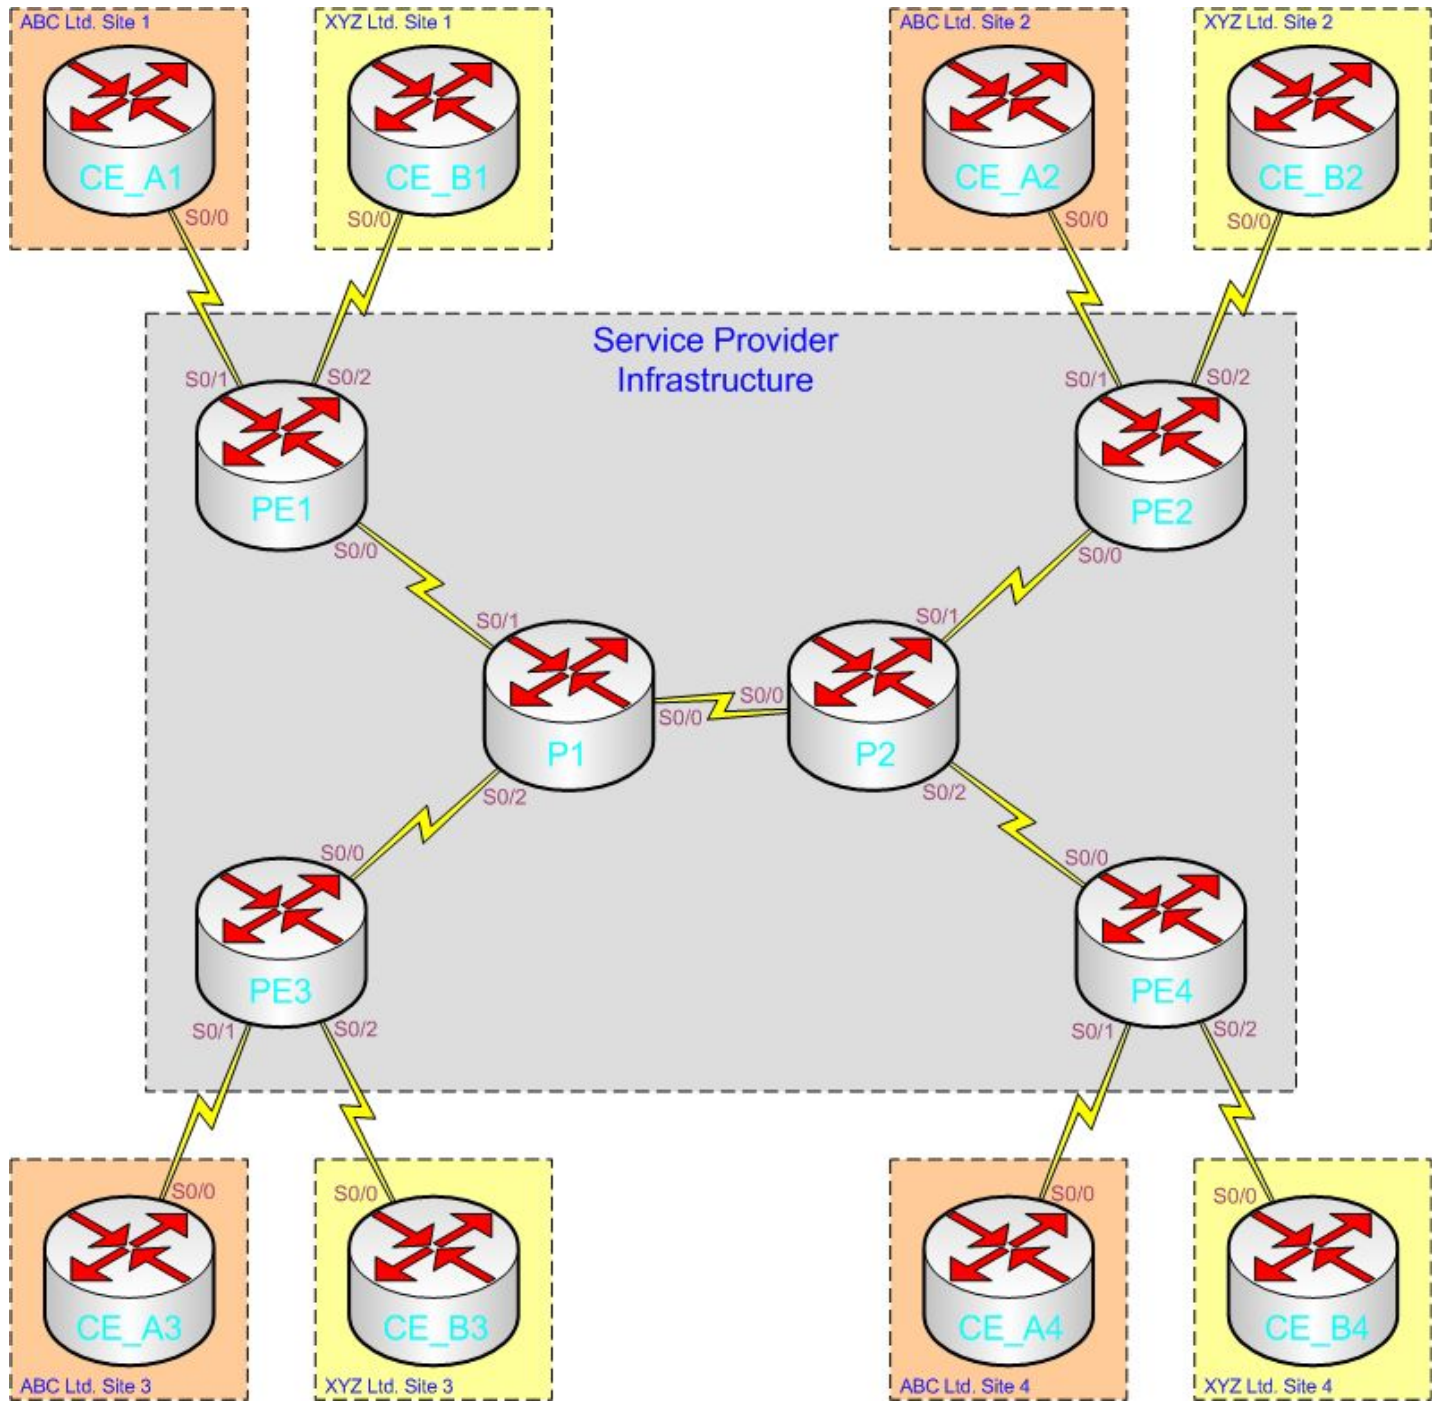 ABC Ltd. Site 1
XYZ Ltd. Site 1
ABC Ltd. Site 2
XYZ Ltd. Site 2
CE_A1
CE_B1
CE_A2
CE_B2
S0/0
S0/0
S0/0
S0/0
Service Provider
Infrastructure
S0/1
S0/2
S0/1
S0/2
PE1
PE2
S0/0
S0/0
S0/1
S0/1
S0/0
S0/0
P1
P2
S0/2
S0/2
S0/0
S0/0
PE3
PE4
S0/1
S0/2
S0/1
S0/2
S0/0
S0/0
S0/0
S0/0
CE_A3
CE_B3
CE_A4
CE_B4
ABC Ltd. Site 3
XYZ Ltd. Site 3
ABC Ltd. Site 4
XYZ Ltd. Site 4